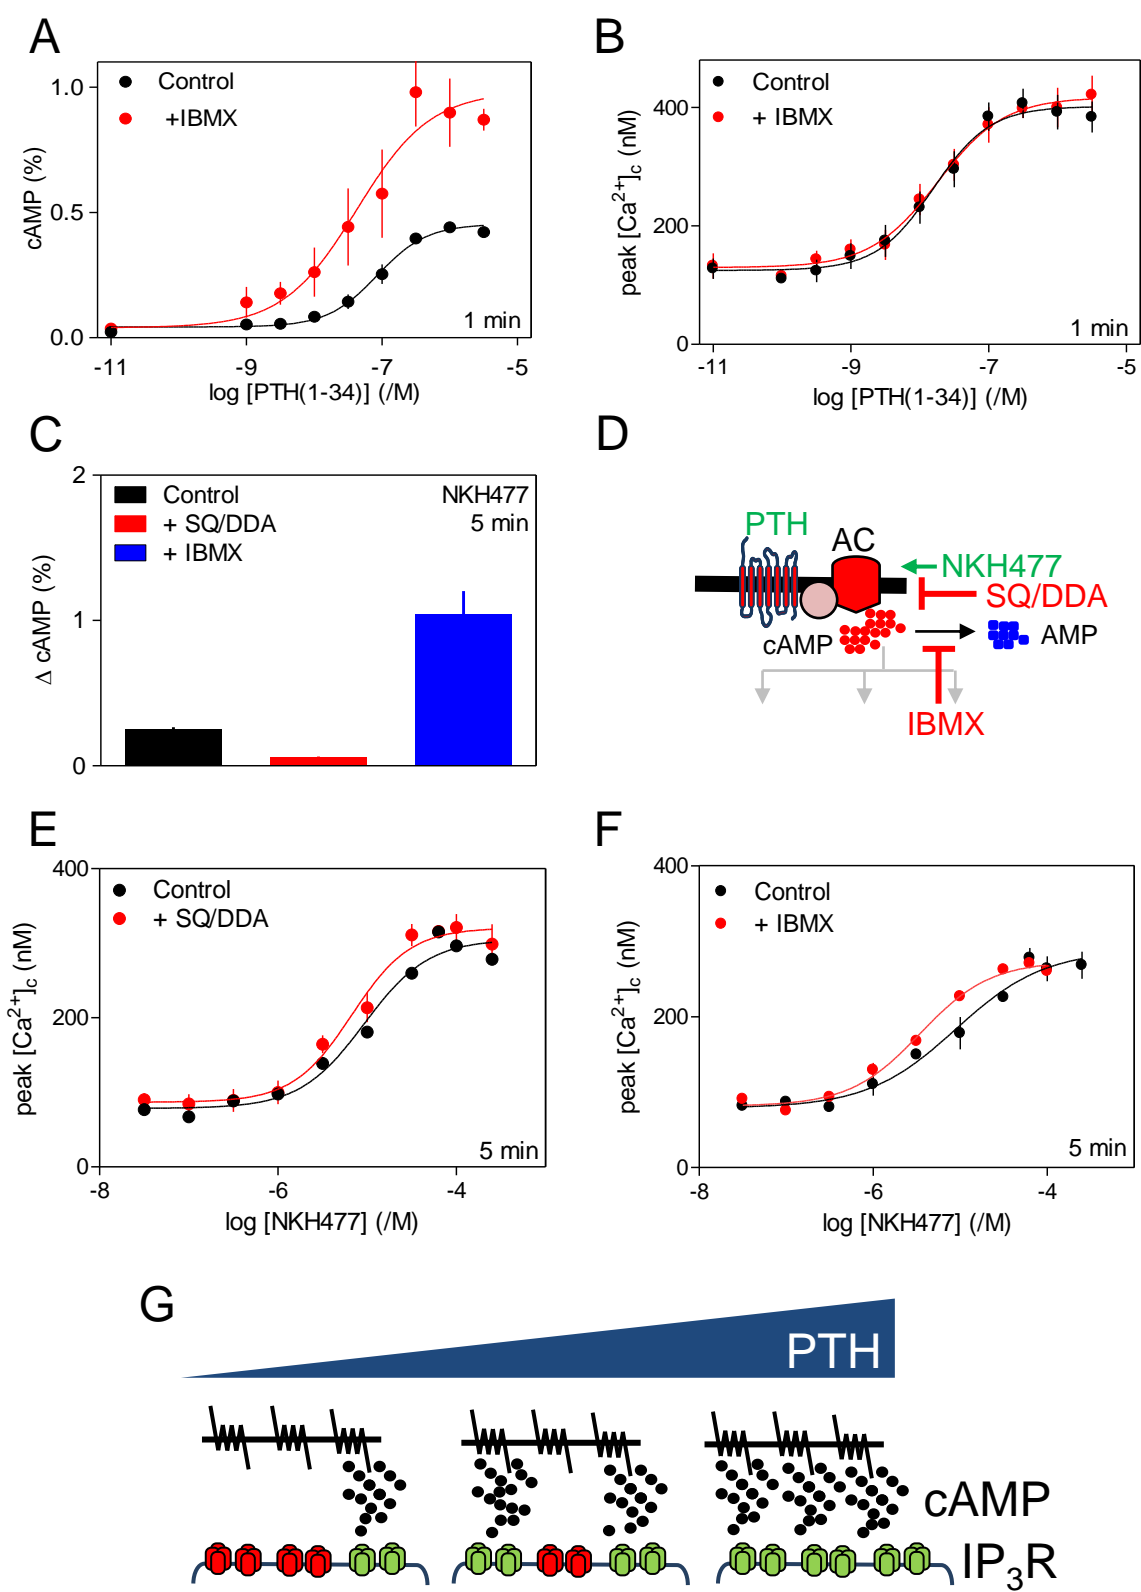 A
cAMP (%)
1.0
0.5
0.0
Control
+IBMX
1 min
-11
-9
-7
-5
log [PTH(1-34)] (/M)
B
peak [Ca²⁺]c (nM)
400
200
0
Control
+ IBMX
1 min
-11
-9
-7
-5
log [PTH(1-34)] (/M)
C
Δ cAMP (%)
2
1
0
Control
+ SQ/DDA
+ IBMX
NKH477
5 min
D
PTH
AC
NKH477
SQ/DDA
cAMP
AMP
IBMX
E
peak [Ca²⁺]c (nM)
400
200
0
Control
+ SQ/DDA
5 min
-8
-6
-4
log [NKH477] (/M)
F
peak [Ca²⁺]c (nM)
400
200
0
Control
+ IBMX
5 min
-8
-6
-4
log [NKH477] (/M)
G
PTH
cAMP
IP₃R